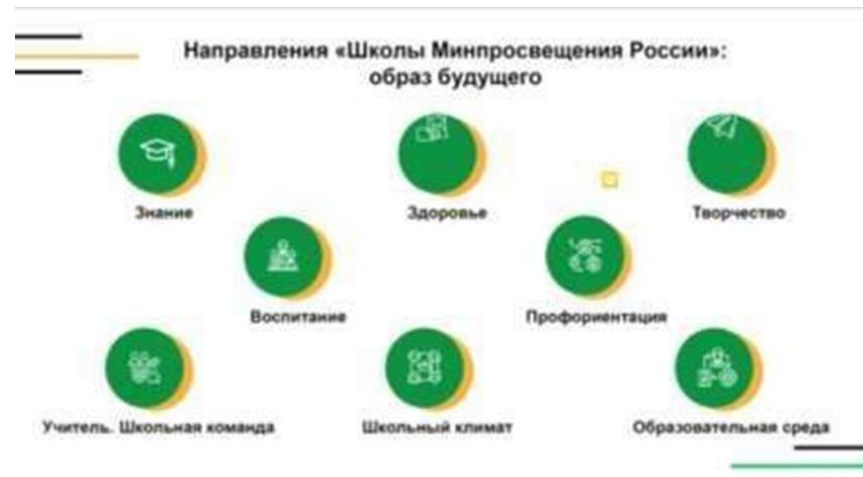 Направления «Школы Минпросвещения России»:
образ будущего
Знание
Здоровье
Творчество
Воспитание
Профориентация
Учитель. Школьная команда
Школьный климат
Образовательная среда